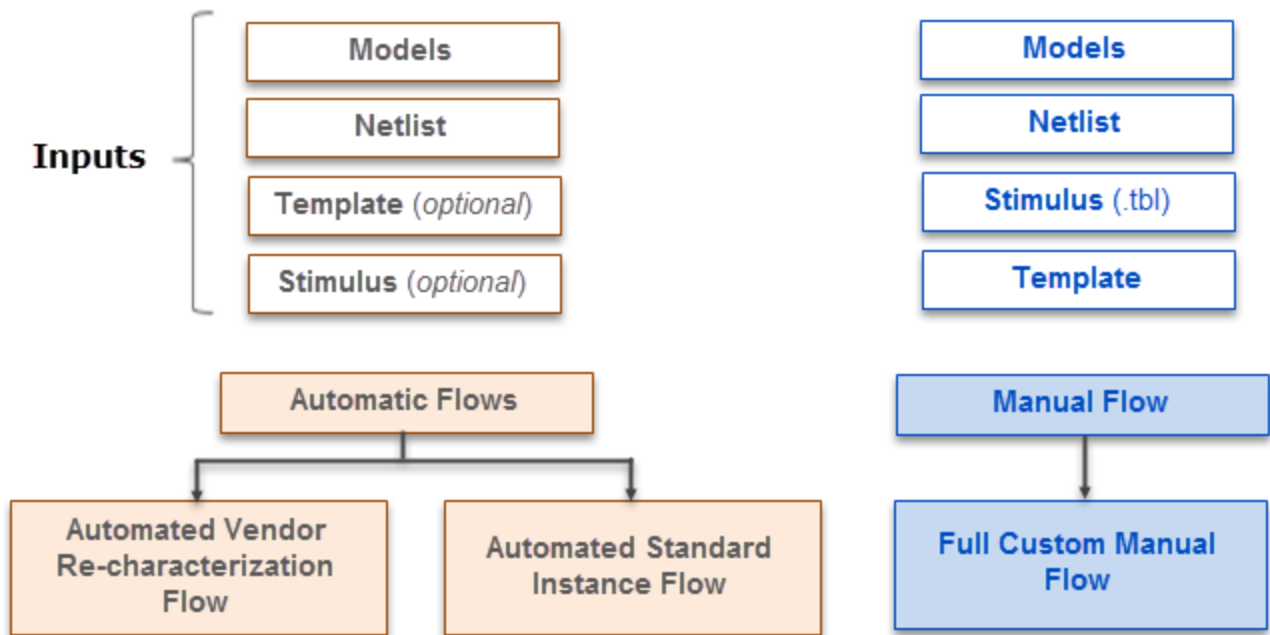 Inputs
Models
Netlist
Template (optional)
Stimulus (optional)
Models
Netlist
Stimulus (.tbl)
Template
Automatic Flows
Automated Vendor
Re-characterization
Flow
Automated Standard
Instance Flow
Manual Flow
Full Custom Manual
Flow